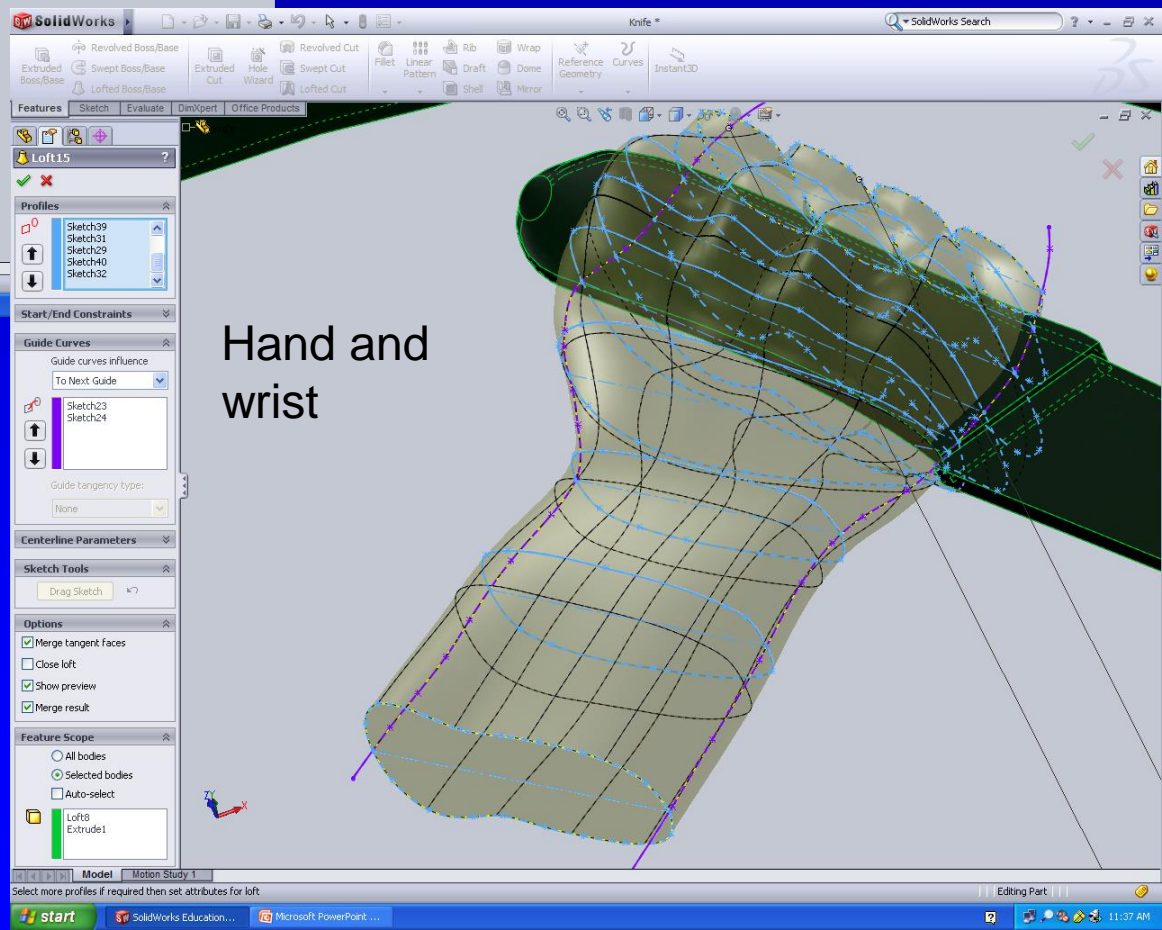 SolidWorks
Knife *
SolidWorks Search
Extruded Boss/Base
Revolved Boss/Base
Swept Boss/Base
Lofted Boss/Base
Extruded Cut
Hole Wizard
Revolved Cut
Swept Cut
Lofted Cut
Fillet
Linear Pattern
Rib
Draft
Shell
Wrap
Dome
Mirror
Reference Geometry
Curves
Instant3D
Features
Sketch
Evaluate
DimXpert
Office Products
Loft15
?
Profiles
Sketch39
Sketch31
Sketch29
Sketch40
Sketch32
Start/End Constraints
Guide Curves
Guide curves influence
To Next Guide
Sketch23
Sketch24
Guide tangency type:
None
Centerline Parameters
Sketch Tools
Drag Sketch
Options
Merge tangent faces
Close loft
Show preview
Merge result
Feature Scope
All bodies
Selected bodies
Auto-select
Loft8
Extrude1
Hand and
wrist
Z
Y
X
Model
Motion Study 1
Select more profiles if required then set attributes for loft
Editing Part
start
SolidWorks Education...
Microsoft PowerPoint ...
11:37 AM